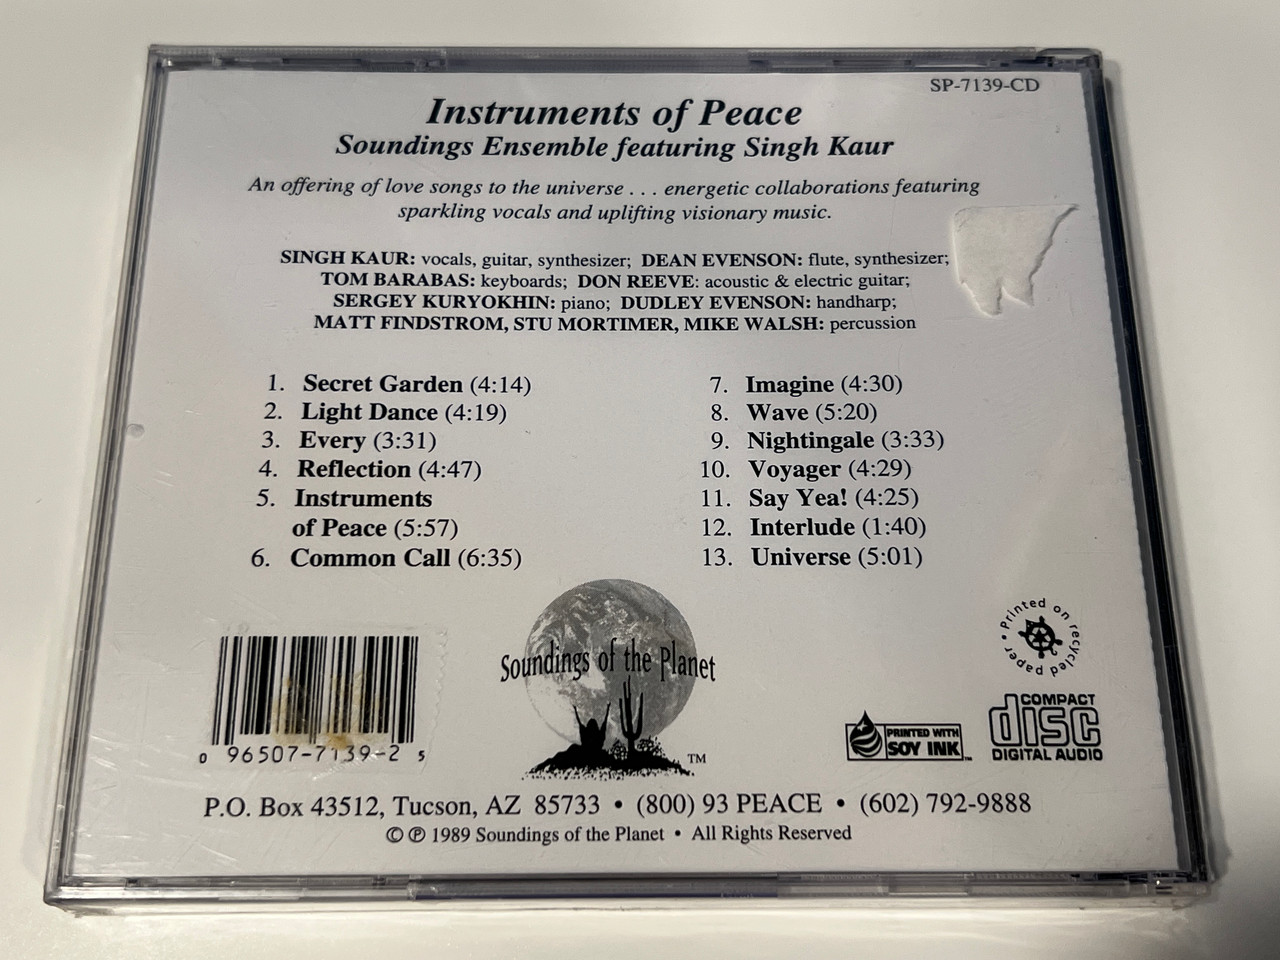 SP-7139-CD
Instruments of Peace
Soundings Ensemble featuring Singh Kaur
An offering of love songs to the universe . . . energetic collaborations featuring
sparkling vocals and uplifting visionary music.
SINGH KAUR: vocals, guitar, synthesizer; DEAN EVENSON: flute, synthesizer;
TOM BARABAS: keyboards; DON REEVE: acoustic & electric guitar;
SERGEY KURYOKHIN: piano; DUDLEY EVENSON: handharp;
MATT FINDSTROM, STU MORTIMER, MIKE WALSH: percussion
1. Secret Garden (4:14)
2. Light Dance (4:19)
3. Every (3:31)
4. Reflection (4:47)
5. Instruments
of Peace (5:57)
6. Common Call (6:35)
7. Imagine (4:30)
8. Wave (5:20)
9. Nightingale (3:33)
10. Voyager (4:29)
11. Say Yea! (4:25)
12. Interlude (1:40)
13. Universe (5:01)
Printed on recycled paper •
Soundings of the Planet
TM
PRINTED WITH
SOY INK
TM
COMPACT
disc
DIGITAL AUDIO
0 96507-7139-2 5
P.O. Box 43512, Tucson, AZ 85733 • (800) 93 PEACE • (602) 792-9888
© ℗ 1989 Soundings of the Planet • All Rights Reserved